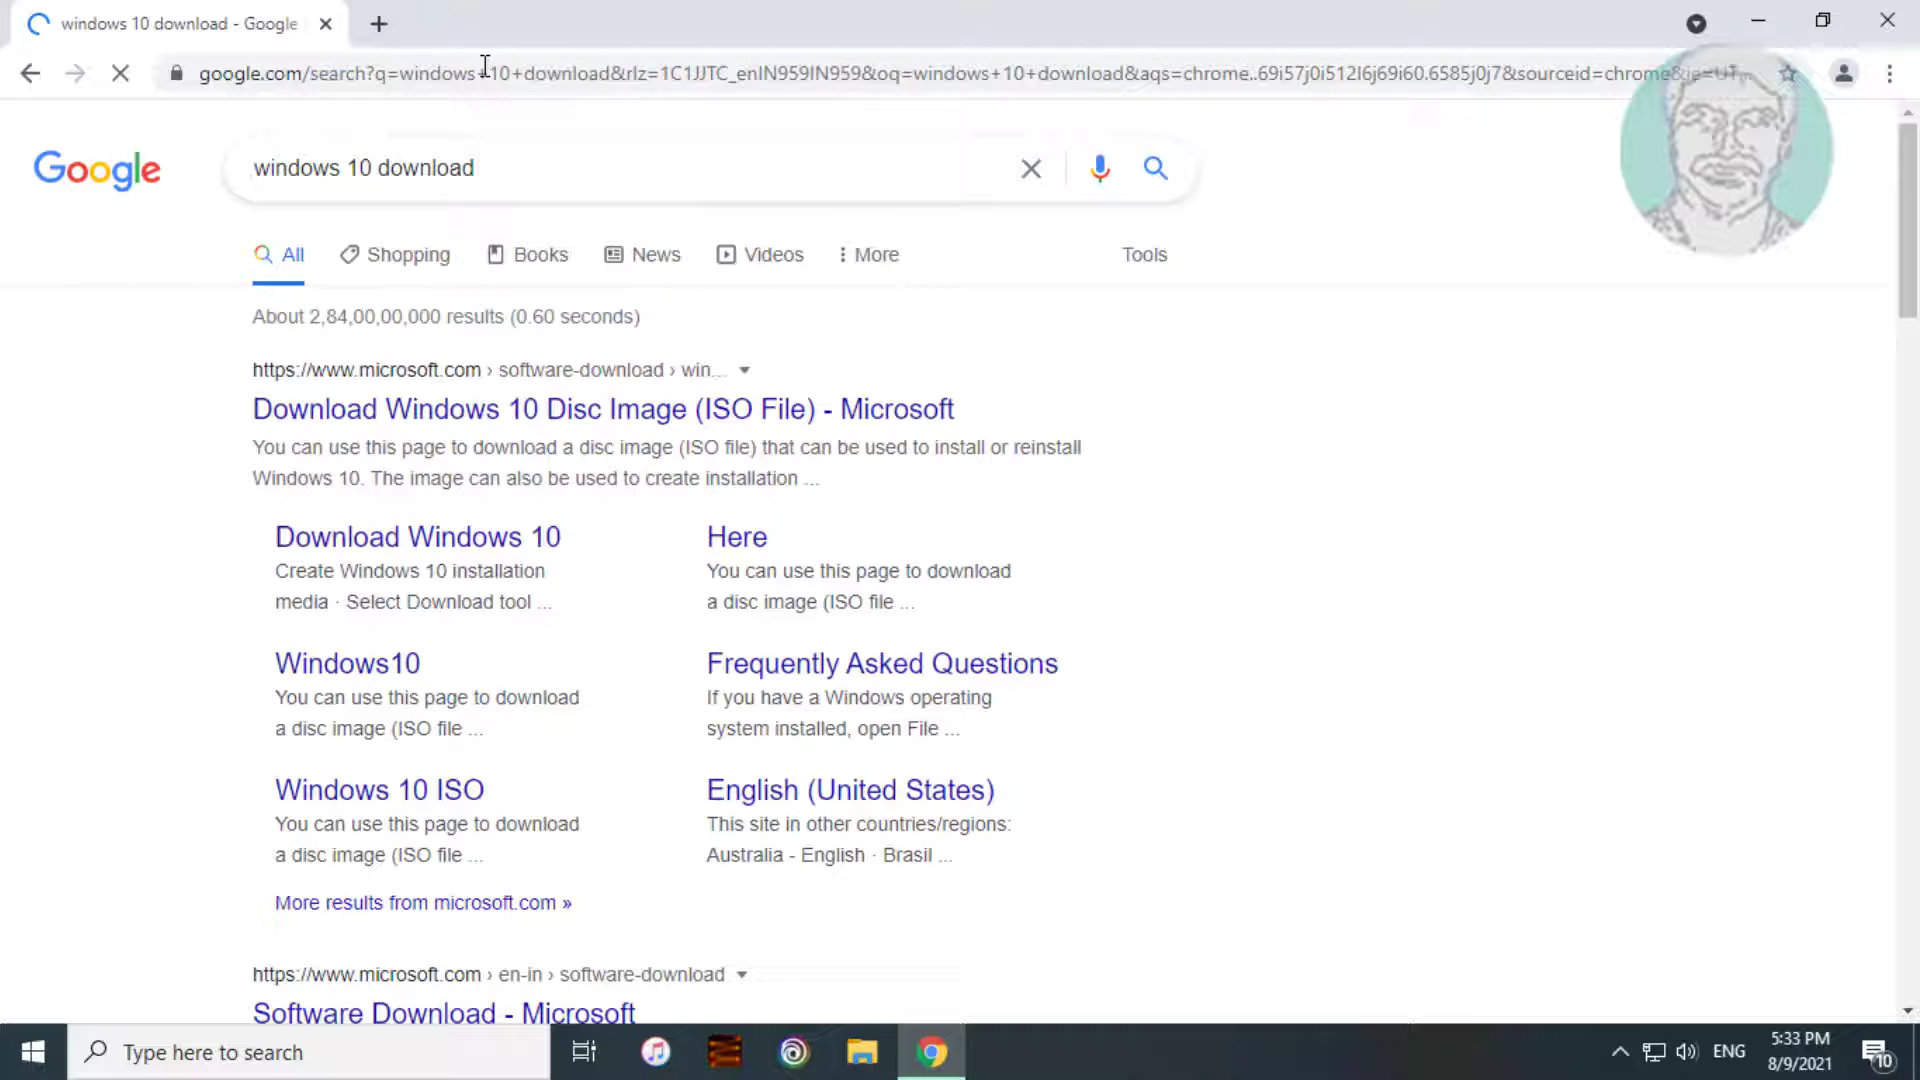 windows 10 download - Google
google.com/search?q=windows+10+download&rlz=1C1JJTC_enIN959IN959&oq=windows+10+download&aqs=chrome..69i57j0i512l6j69i60.6585j0j7&sourceid=chrome&ie=UT...
Google
windows 10 download
All Shopping Books News Videos More Tools
About 2,84,00,00,000 results (0.60 seconds)
https://www.microsoft.com › software-download › win...
Download Windows 10 Disc Image (ISO File) - Microsoft
You can use this page to download a disc image (ISO file) that can be used to install or reinstall
Windows 10. The image can also be used to create installation ...
Download Windows 10
Create Windows 10 installation
media · Select Download tool ...
Here
You can use this page to download
a disc image (ISO file ...
Windows10
You can use this page to download
a disc image (ISO file ...
Frequently Asked Questions
If you have a Windows operating
system installed, open File ...
Windows 10 ISO
You can use this page to download
a disc image (ISO file ...
English (United States)
This site in other countries/regions:
Australia - English · Brasil ...
More results from microsoft.com »
https://www.microsoft.com › en-in › software-download
Software Download - Microsoft
Type here to search
ENG
5:33 PM
8/9/2021
10